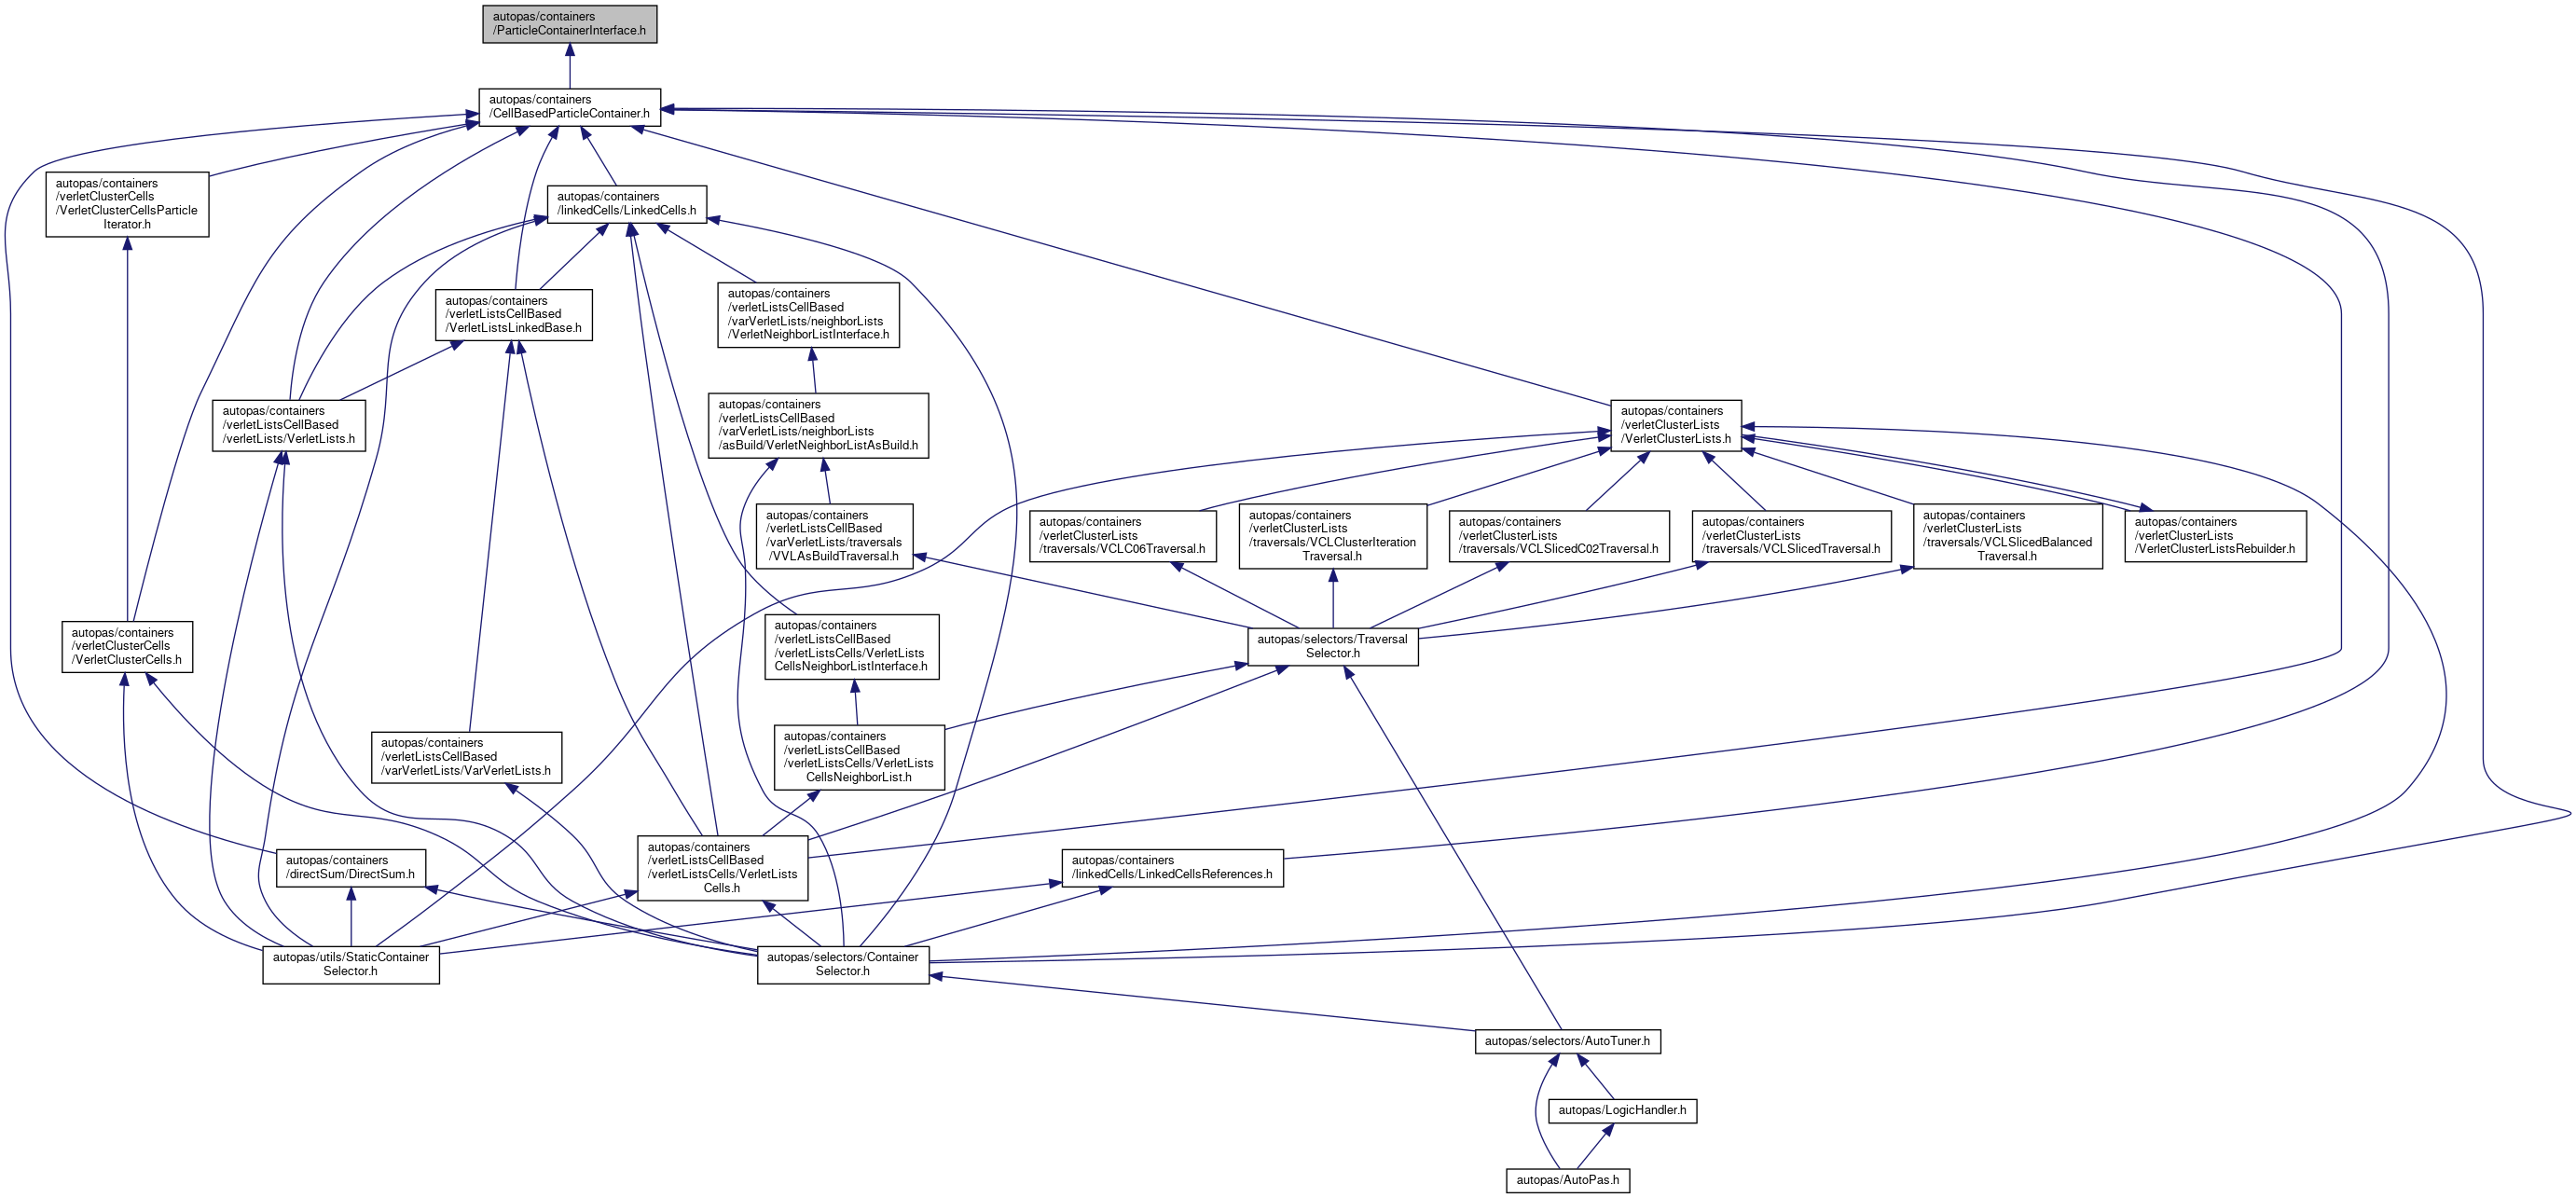 autopas/containers
/ParticleContainerInterface.h
autopas/containers
/CellBasedParticleContainer.h
autopas/containers
/verletClusterCells
/VerletClusterCellsParticle
Iterator.h
autopas/containers
/linkedCells/LinkedCells.h
autopas/containers
/verletListsCellBased
/VerletListsLinkedBase.h
autopas/containers
/verletListsCellBased
/varVerletLists/neighborLists
/VerletNeighborListInterface.h
autopas/containers
/verletListsCellBased
/verletLists/VerletLists.h
autopas/containers
/verletListsCellBased
/varVerletLists/neighborLists
/asBuild/VerletNeighborListAsBuild.h
autopas/containers
/verletClusterLists
/VerletClusterLists.h
autopas/containers
/verletListsCellBased
/varVerletLists/traversals
/VVLAsBuildTraversal.h
autopas/containers
/verletClusterLists
/traversals/VCLC06Traversal.h
autopas/containers
/verletClusterLists
/traversals/VCLClusterIteration
Traversal.h
autopas/containers
/verletClusterLists
/traversals/VCLSlicedC02Traversal.h
autopas/containers
/verletClusterLists
/traversals/VCLSlicedTraversal.h
autopas/containers
/verletClusterLists
/traversals/VCLSlicedBalanced
Traversal.h
autopas/containers
/verletClusterLists
/VerletClusterListsRebuilder.h
autopas/containers
/verletClusterCells
/VerletClusterCells.h
autopas/containers
/verletListsCellBased
/verletListsCells/VerletLists
CellsNeighborListInterface.h
autopas/selectors/Traversal
Selector.h
autopas/containers
/verletListsCellBased
/varVerletLists/VarVerletLists.h
autopas/containers
/verletListsCellBased
/verletListsCells/VerletLists
CellsNeighborList.h
autopas/containers
/directSum/DirectSum.h
autopas/containers
/verletListsCellBased
/verletListsCells/VerletLists
Cells.h
autopas/containers
/linkedCells/LinkedCellsReferences.h
autopas/utils/StaticContainer
Selector.h
autopas/selectors/Container
Selector.h
autopas/selectors/AutoTuner.h
autopas/LogicHandler.h
autopas/AutoPas.h